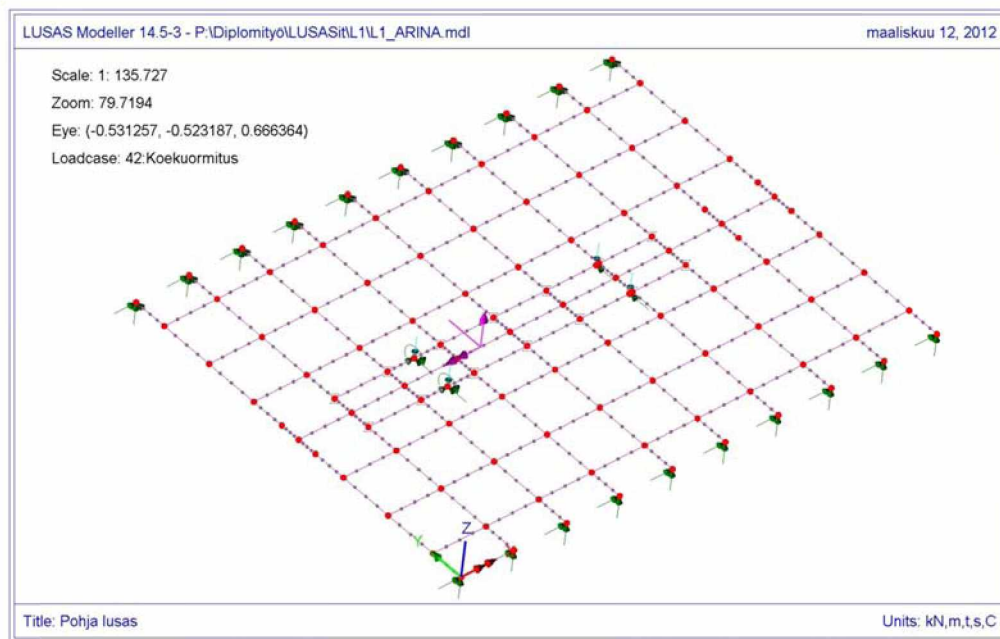 LUSAS Modeller 14.5-3 - P:\Diplomityö\LUSASit\L1\L1_ARINA.mdl
maaliskuu 12, 2012
Scale: 1: 135.727
Zoom: 79.7194
Eye: (-0.531257, -0.523187, 0.666364)
Loadcase: 42:Koekuormitus
Z
Y
Title: Pohja lusas
Units: kN,m,t,s,C